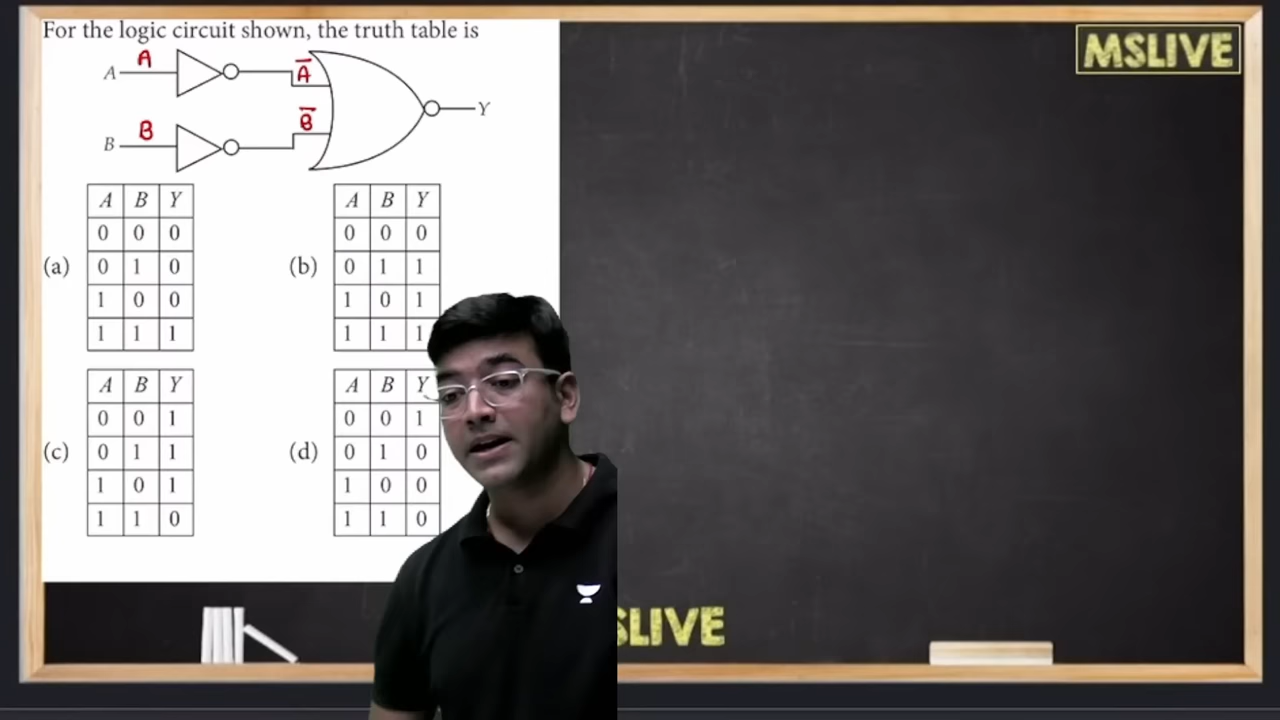 For the logic circuit shown, the truth table is
MSLIVE
A A A̅
Y
B B B̅
(a)
A B Y
0 0 0
0 1 0
1 0 0
1 1 1
(b)
A B Y
0 0 0
0 1 1
1 0 1
1 1 1
(c)
A B Y
0 0 1
0 1 1
1 0 1
1 1 0
(d)
A B Y
0 0 1
0 1 0
1 0 0
1 1 0
SLIVE